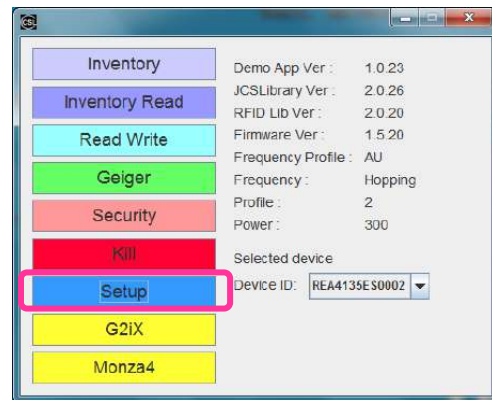 CSL
Inventory
Inventory Read
Read Write
Geiger
Security
Kill
Setup
G2iX
Monza4
Demo App Ver : 1.0.23
JCSLibrary Ver : 2.0.26
RFID Lib Ver : 2.0.20
Firmware Ver : 1.5.20
Frequency Profile : AU
Frequency : Hopping
Profile : 2
Power : 300
Selected device
Device ID: REA4135ES0002